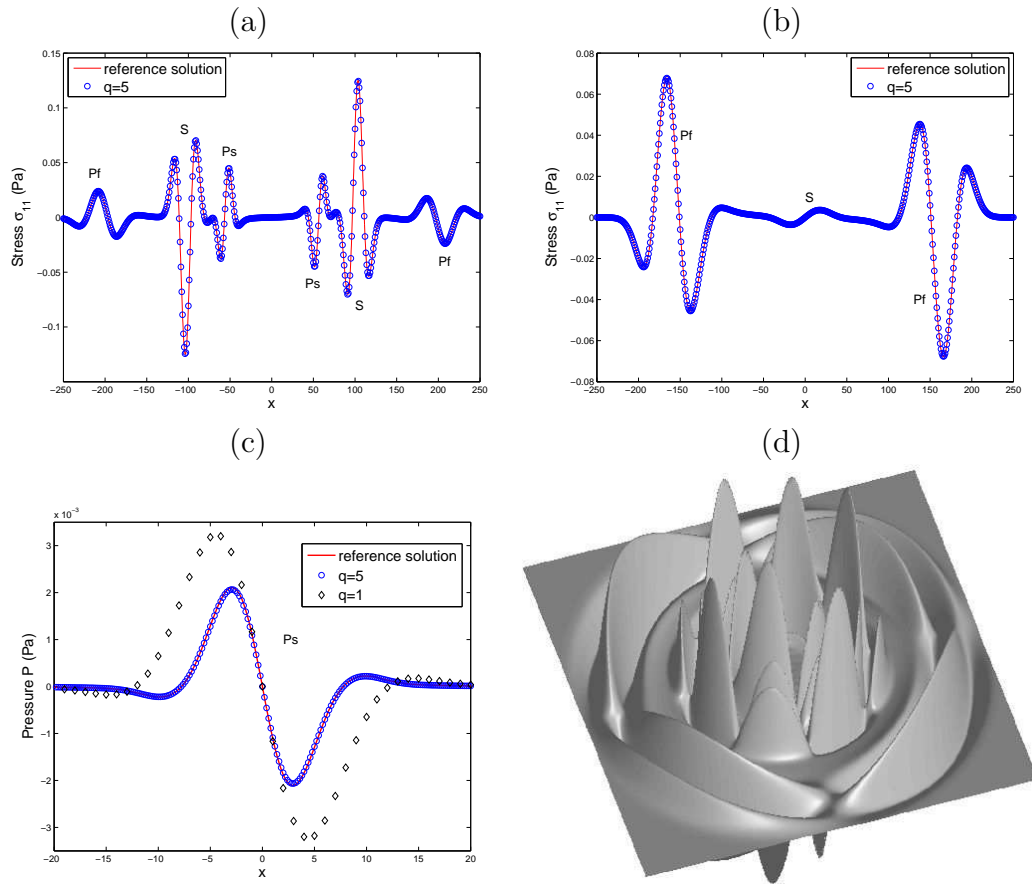 (a)
0.15
0.1
0.05
0
−0.05
−0.1
−250
−200
−150
−100
−50
0
50
100
150
200
250
x
Stress σ11 (Pa)
reference solution
q=5
Pf
S
Ps
Ps
S
Pf
(b)
0.08
0.06
0.04
0.02
0
−0.02
−0.04
−0.06
−0.08
−250
−200
−150
−100
−50
0
50
100
150
200
250
x
Stress σ11 (Pa)
reference solution
q=5
Pf
S
Pf
(c)
x 10−3
3
2
1
0
−1
−2
−3
−20
−15
−10
−5
0
5
10
15
20
x
Pressure P (Pa)
reference solution
q=5
q=1
Ps
(d)